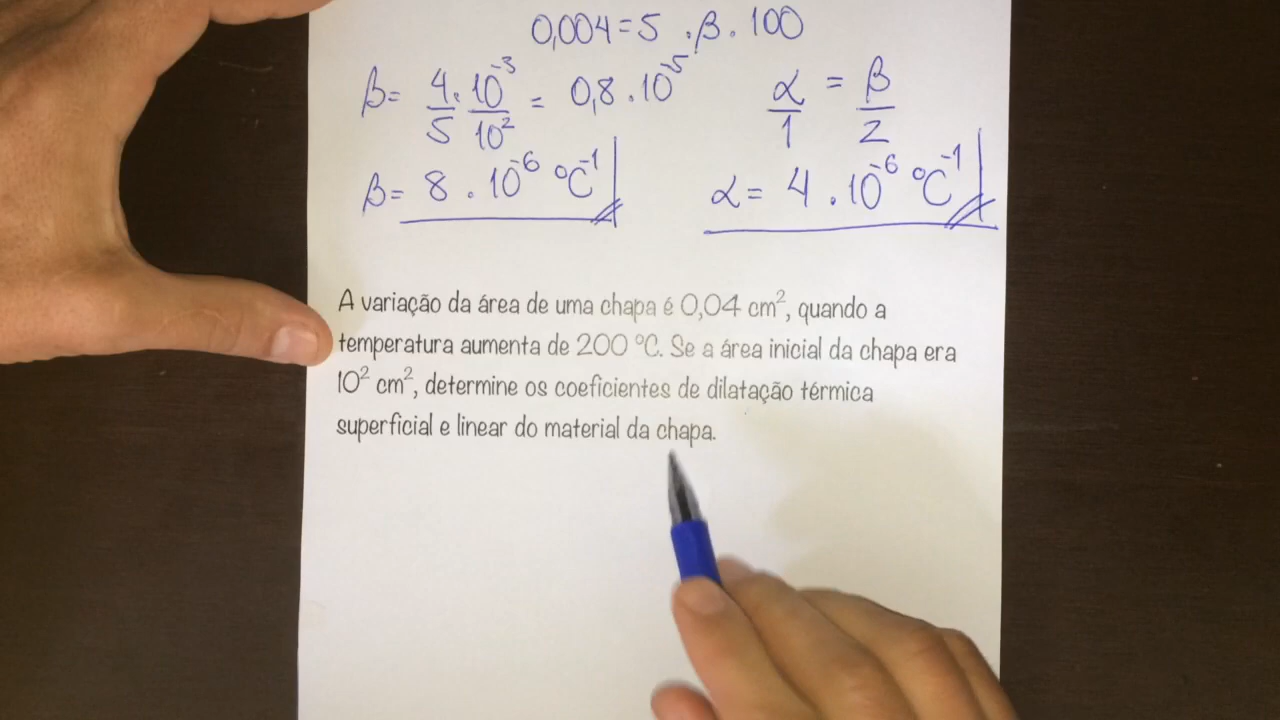 0,004 = 5 . β . 100
β = 4/5 . 10^-3/10^2 = 0,8 . 10^-5
α/1 = β/2
β = 8 . 10^-6 °C^-1
α = 4 . 10^-6 °C^-1
A variação da área de uma chapa é 0,04 cm², quando a
temperatura aumenta de 200 °C. Se a área inicial da chapa era
10² cm², determine os coeficientes de dilatação térmica
superficial e linear do material da chapa.